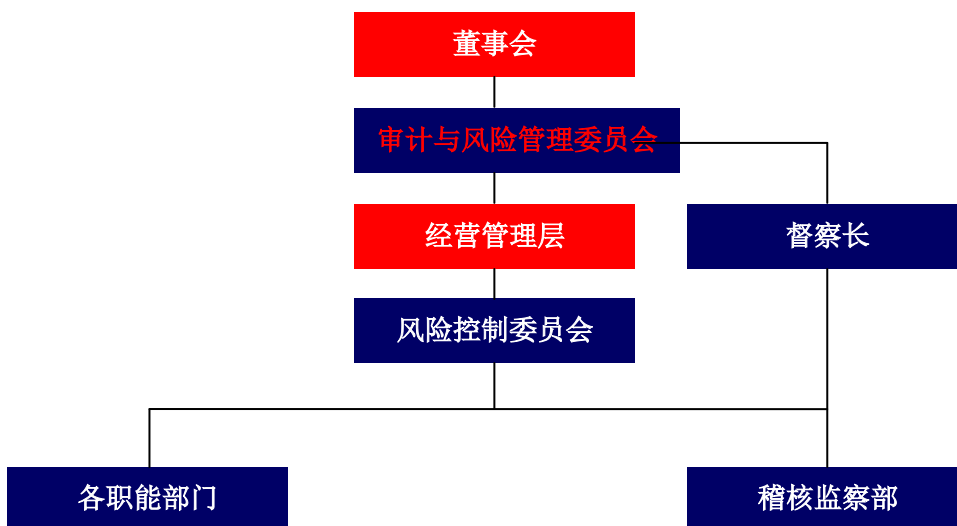 董事会
审计与风险管理委员会
经营管理层
督察长
风险控制委员会
各职能部门
稽核监察部